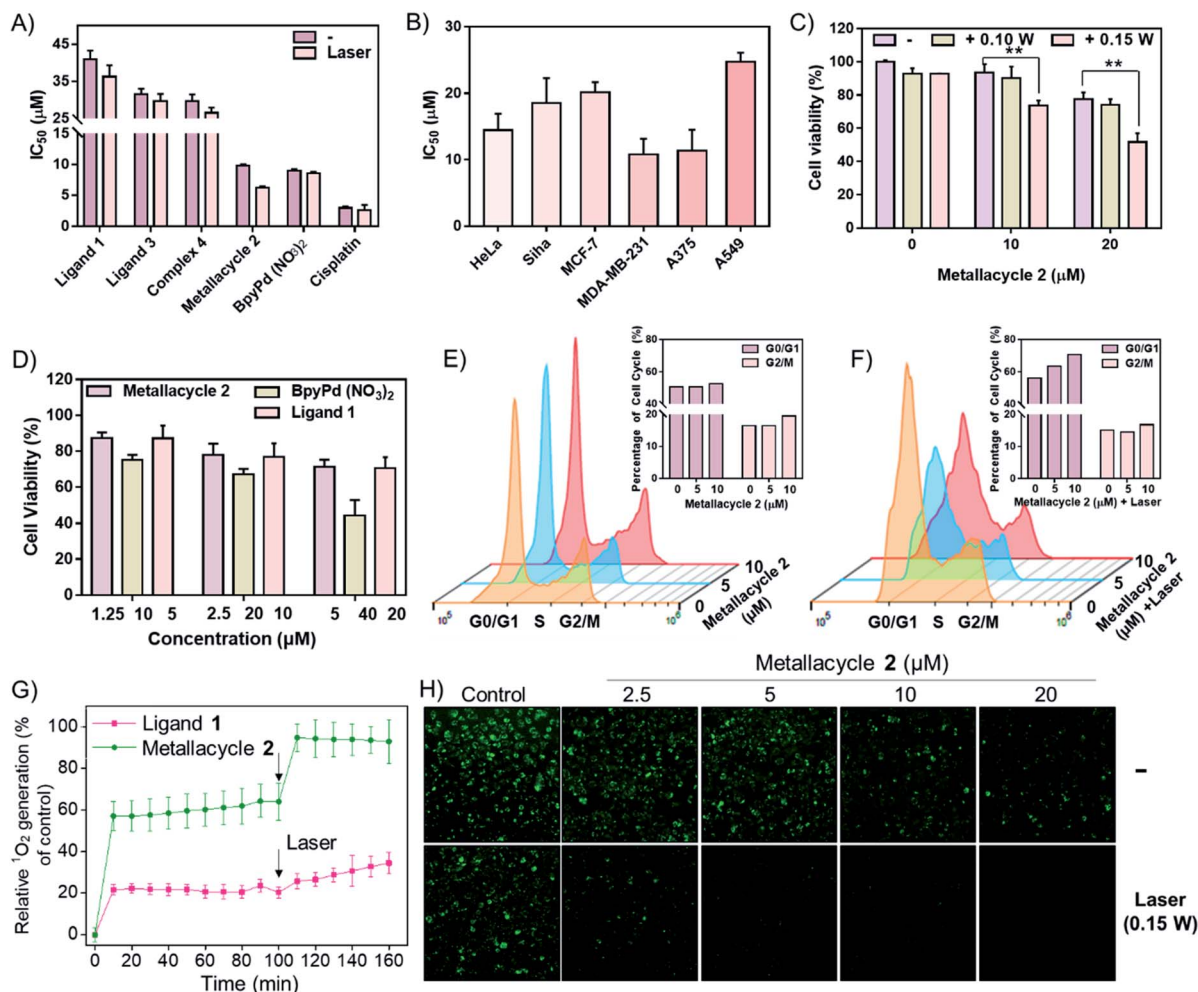 A)
-
Laser
IC50 (μM)
45
35
25
15
10
5
0
Ligand 1
Ligand 3
Complex 4
Metallacycle 2
BpyPd (NO3)2
Cisplatin
B)
IC50 (μM)
30
20
10
0
HeLa
Siha
MCF-7
MDA-MB-231
A375
A549
C)
- + 0.10 W + 0.15 W
** **
Cell viability (%)
120
100
80
60
40
20
0
0 10 20
Metallacycle 2 (μM)
D)
Metallacycle 2 BpyPd (NO3)2
Ligand 1
Cell Viability (%)
120
100
80
60
40
20
0
1.25 10 5 2.5 20 10 5 40 20
Concentration (μM)
E)
Percentage of Cell Cycle (%)
80
60
40
20
10
0
G0/G1
G2/M
0 5 10 0 5 10
Metallacycle 2 (μM)
10
5
0
Metallacycle 2
(μM)
10^5 10^6
G0/G1 S G2/M
F)
Percentage of Cell Cycle (%)
80
60
40
20
10
0
G0/G1
G2/M
0 5 10 0 5 10
Metallacycle 2 (μM) + Laser
10
5
0
Metallacycle 2
(μM) +Laser
10^5 10^6
G0/G1 S G2/M
G)
Ligand 1
Metallacycle 2
Laser
Relative 1O2 generation (%
of control)
100
80
60
40
20
0
0 20 40 60 80 100 120 140 160
Time (min)
H)
Metallacycle 2 (μM)
Control 2.5 5 10 20
-
Laser
(0.15 W)